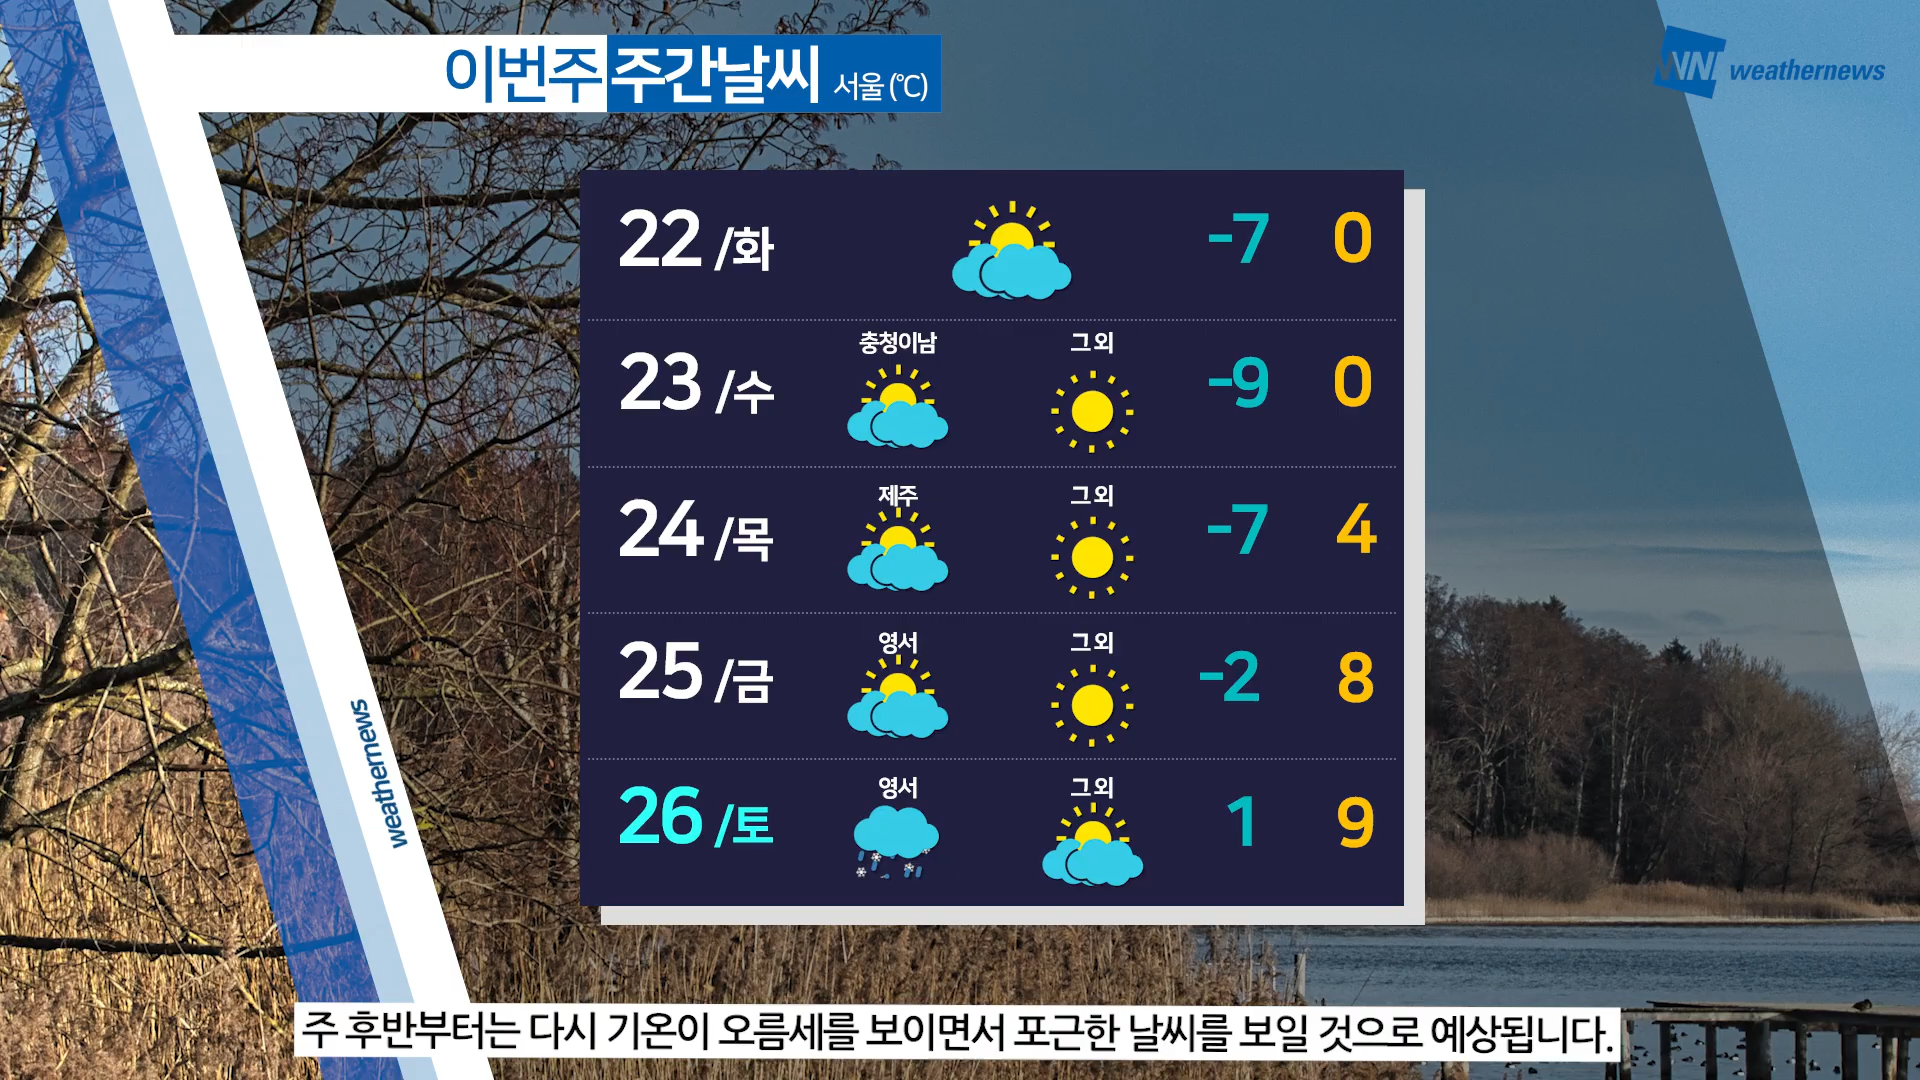 이번주 주간날씨 서울 (℃)
WNI weathernews
22 /화 -7 0
충청이남 그 외
23 /수 -9 0
제주 그 외
24 /목 -7 4
영서 그 외
25 /금 -2 8
영서 그 외
26 /토 1 9
weathernews
주 후반부터는 다시 기온이 오름세를 보이면서 포근한 날씨를 보일 것으로 예상됩니다.